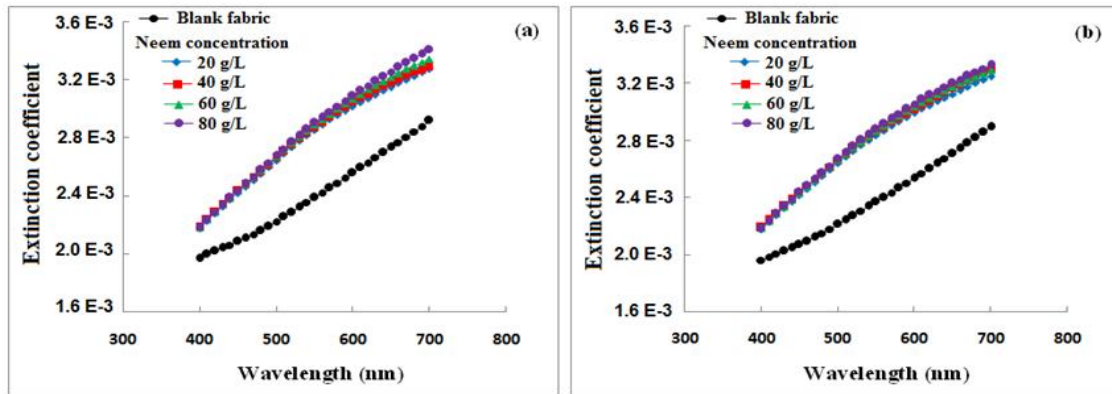 Blank fabric
(a)
Neem concentration
20 g/L
40 g/L
60 g/L
80 g/L
3.6 E-3
3.2 E-3
2.8 E-3
2.4 E-3
2.0 E-3
1.6 E-3
Extinction coefficient
300 400 500 600 700 800
Wavelength (nm)
Blank fabric
(b)
Neem concentration
20 g/L
40 g/L
60 g/L
80 g/L
3.6 E-3
3.2 E-3
2.8 E-3
2.4 E-3
2.0 E-3
1.6 E-3
Extinction coefficient
300 400 500 600 700 800
Wavelength (nm)